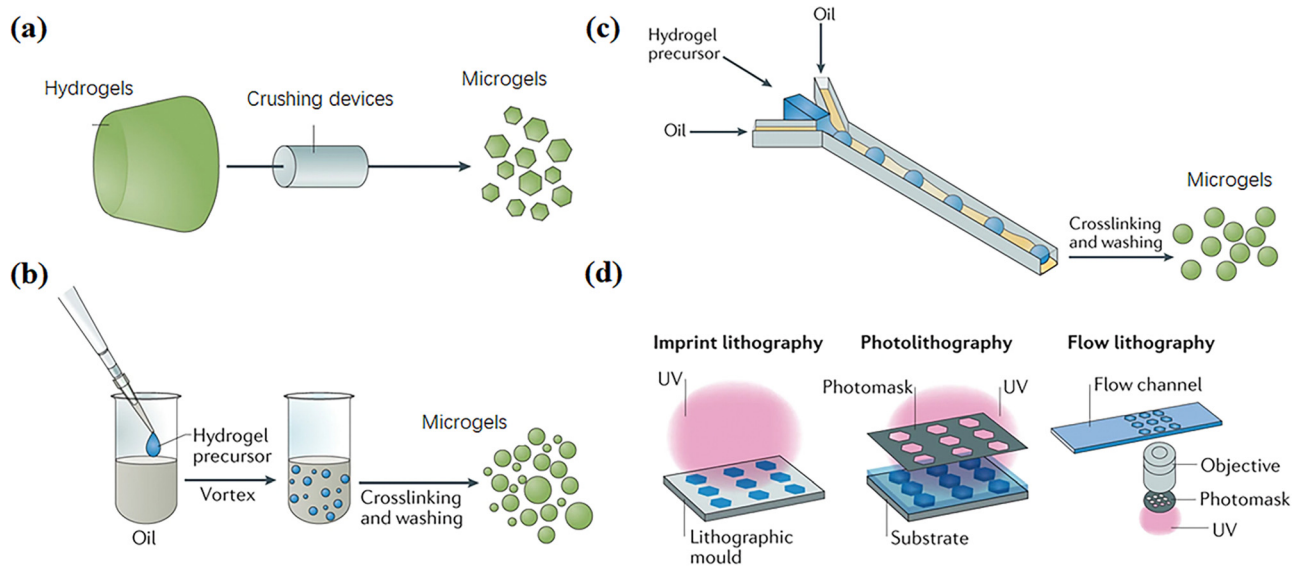 (a)
Hydrogels
Crushing devices
Microgels
(b)
Hydrogel
precursor
Vortex
Oil
Crosslinking
and washing
Microgels
(c)
Oil
Hydrogel
precursor
Oil
Crosslinking
and washing
Microgels
(d)
Imprint lithography
UV
Lithographic
mould
Photolithography
Photomask
UV
Substrate
Flow lithography
Flow channel
Objective
Photomask
UV